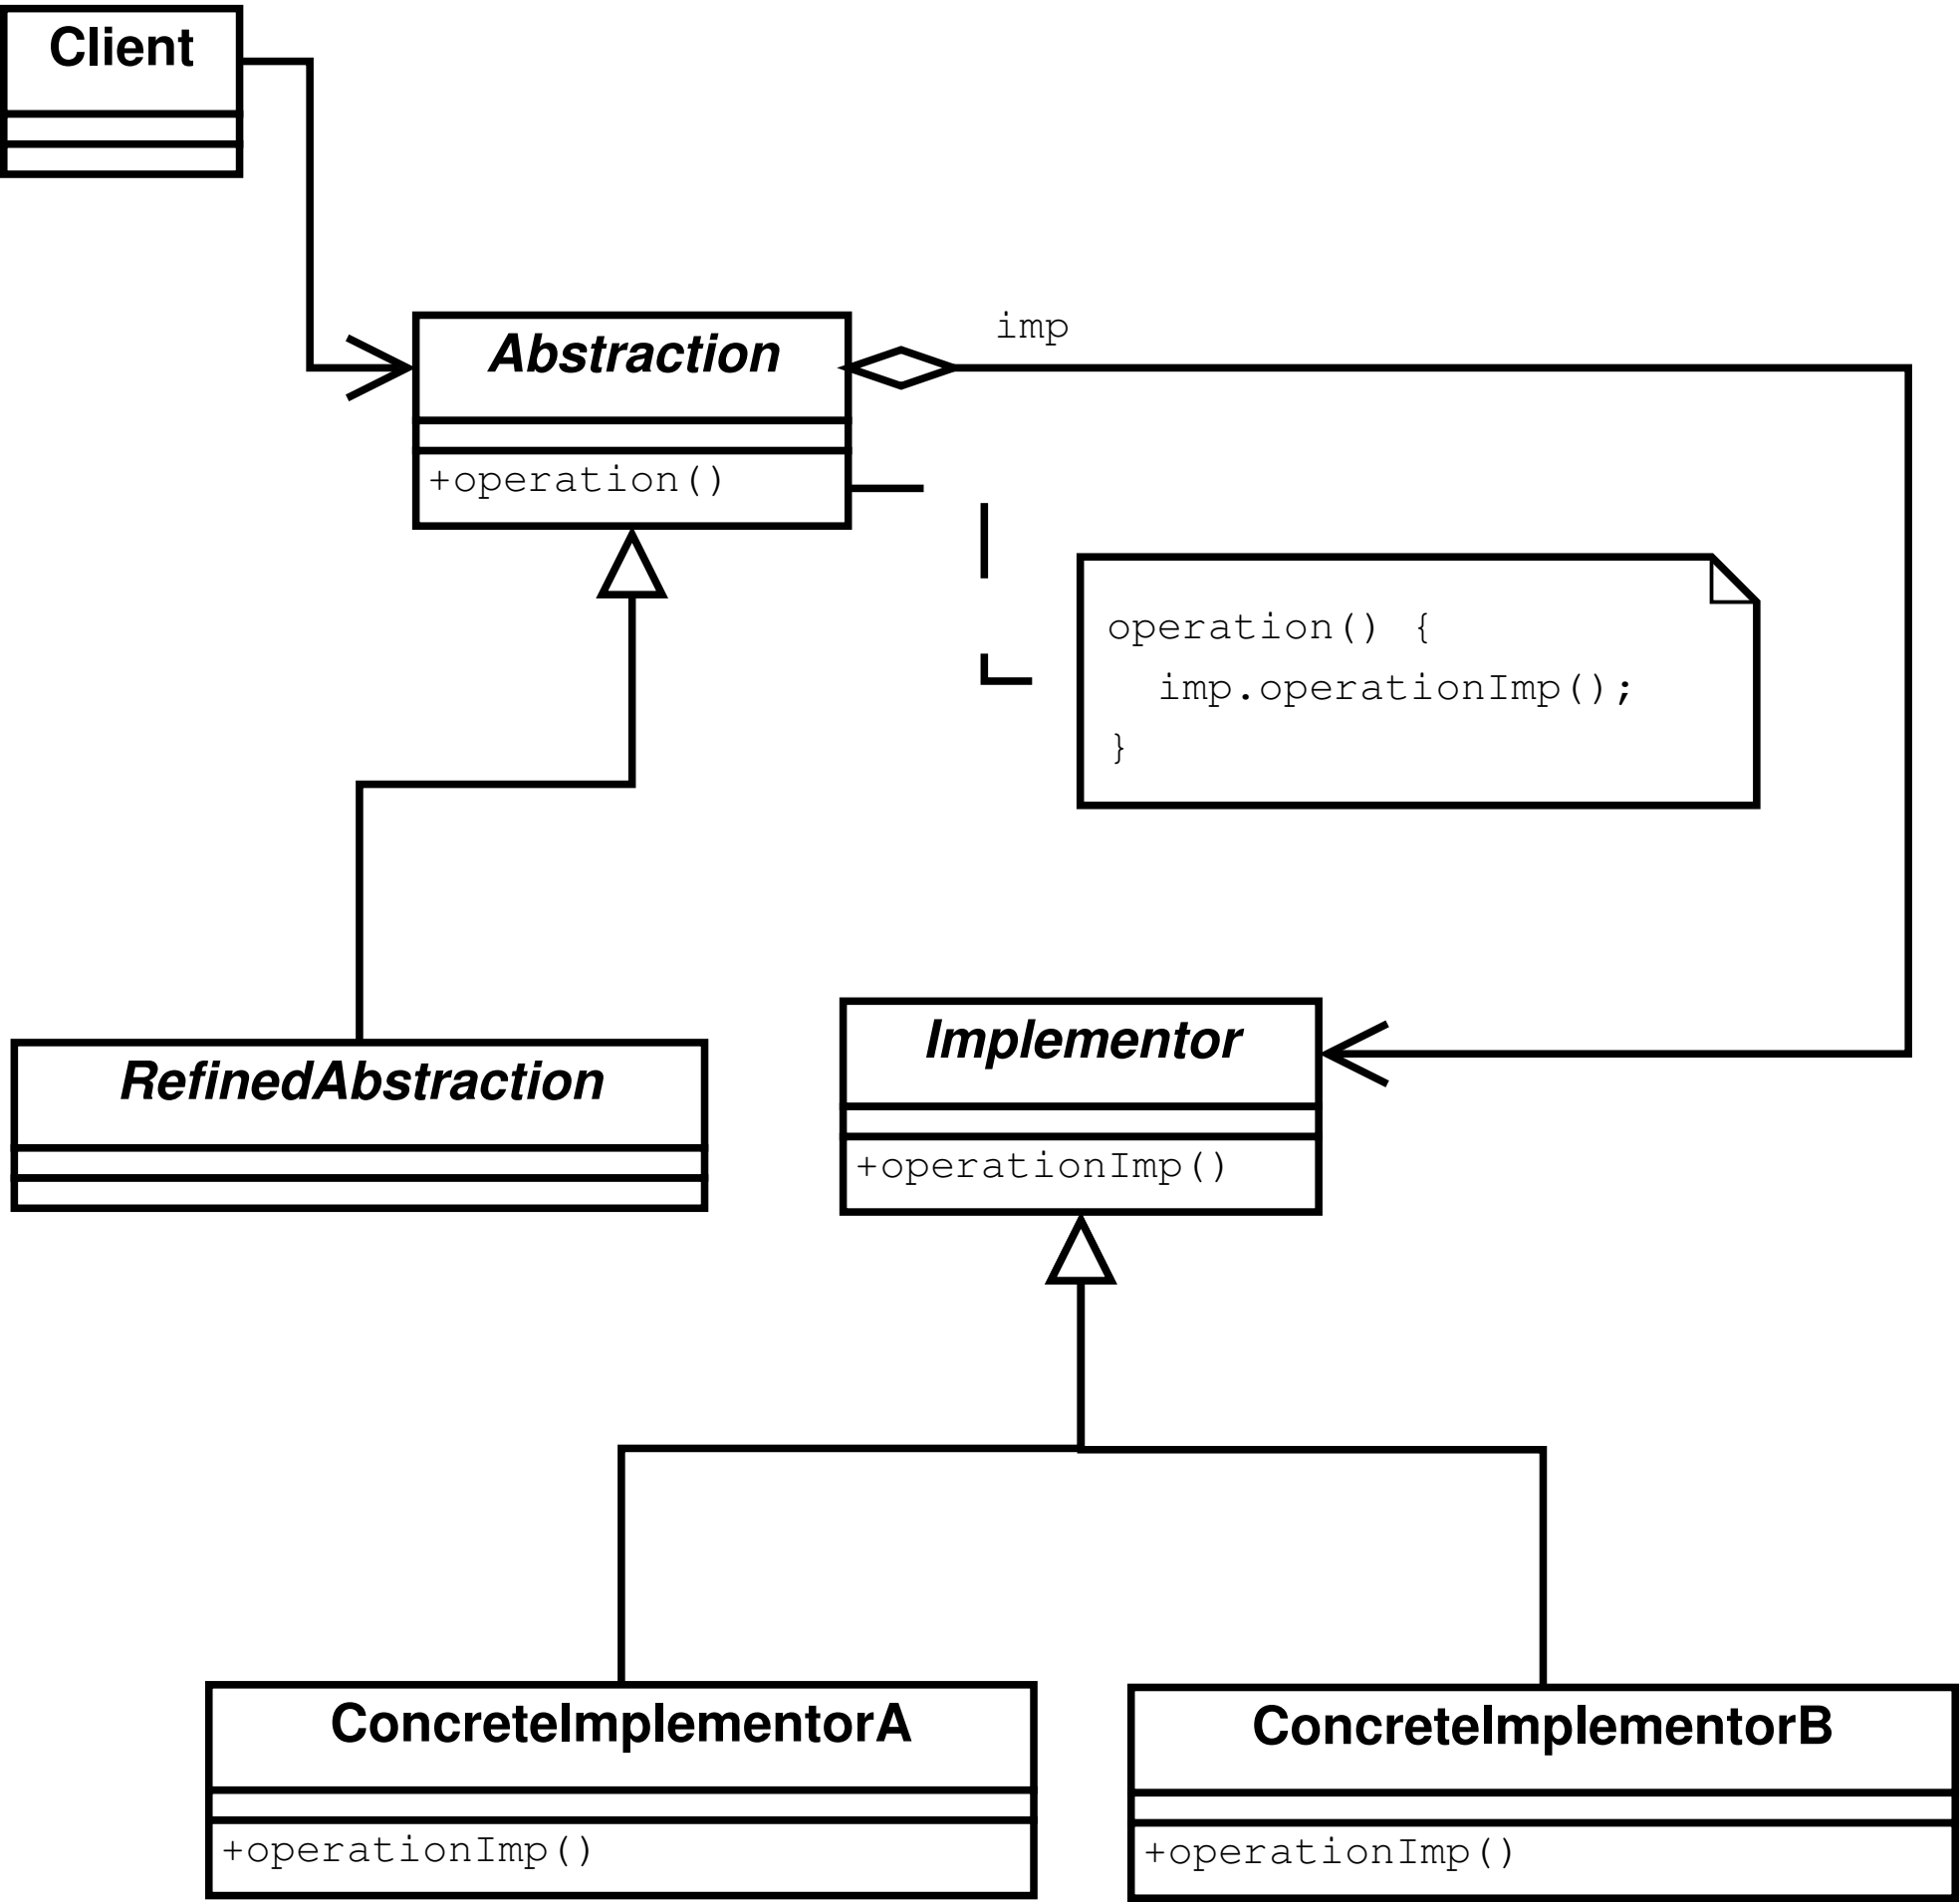 Client
imp
Abstraction
+operation()
operation() {
imp.operationImp();
}
Implementor
RefinedAbstraction
+operationImp()
ConcreteImplementorA
ConcreteImplementorB
+operationImp()
+operationImp()